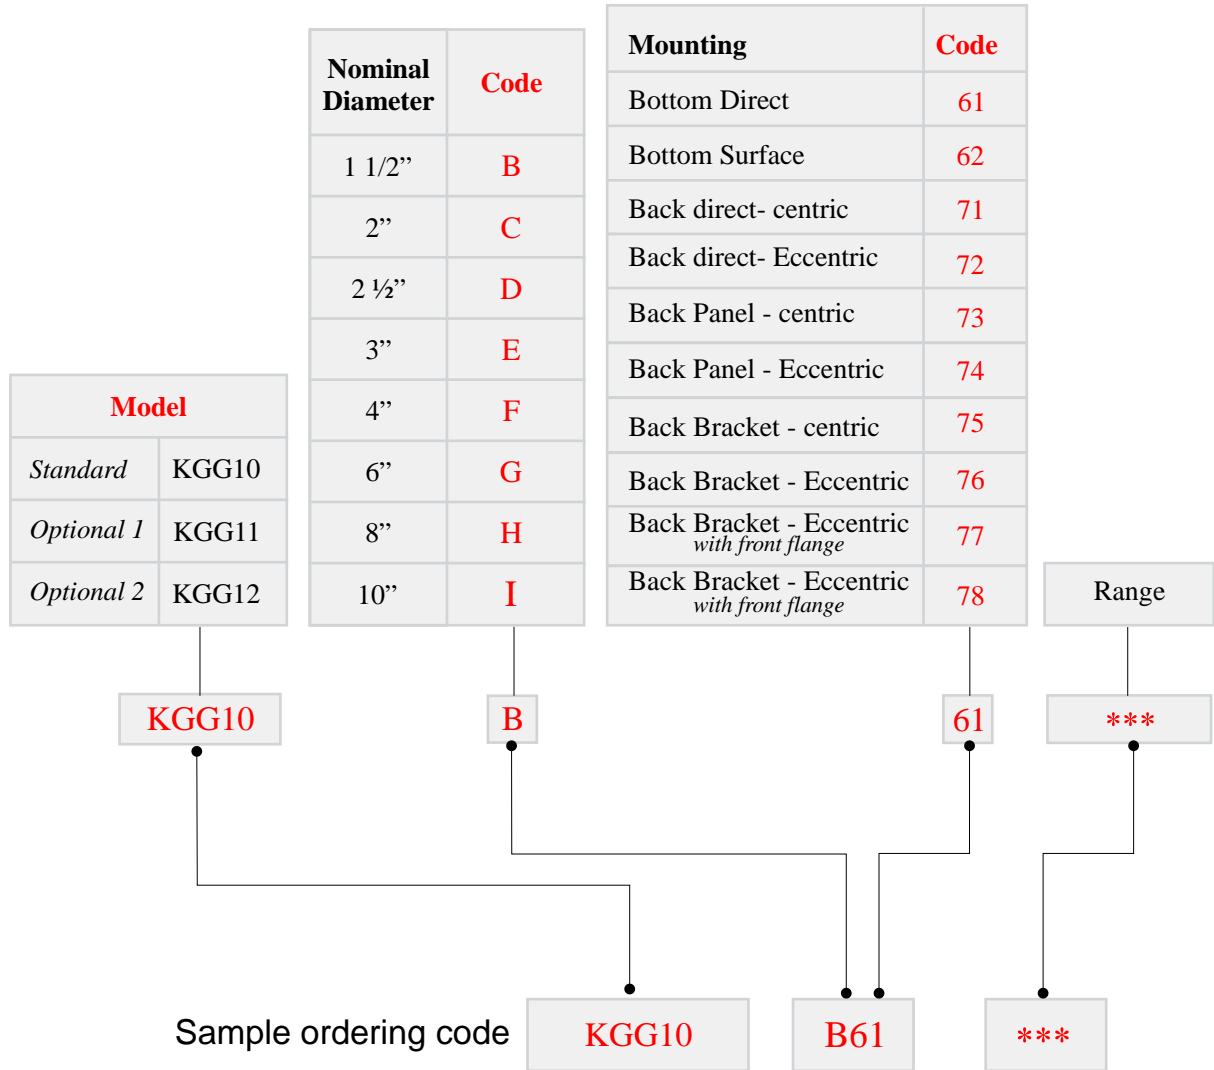 Model
Standard KGG10
Optional 1 KGG11
Optional 2 KGG12
Nominal Diameter Code
1 1/2” B
2” C
2 ½” D
3” E
4” F
6” G
8” H
10” I
Mounting Code
Bottom Direct 61
Bottom Surface 62
Back direct- centric 71
Back direct- Eccentric 72
Back Panel - centric 73
Back Panel - Eccentric 74
Back Bracket - centric 75
Back Bracket - Eccentric 76
Back Bracket - Eccentric 77
with front flange
Back Bracket - Eccentric 78
with front flange
Range
KGG10 B 61 ***
Sample ordering code KGG10 B61 ***